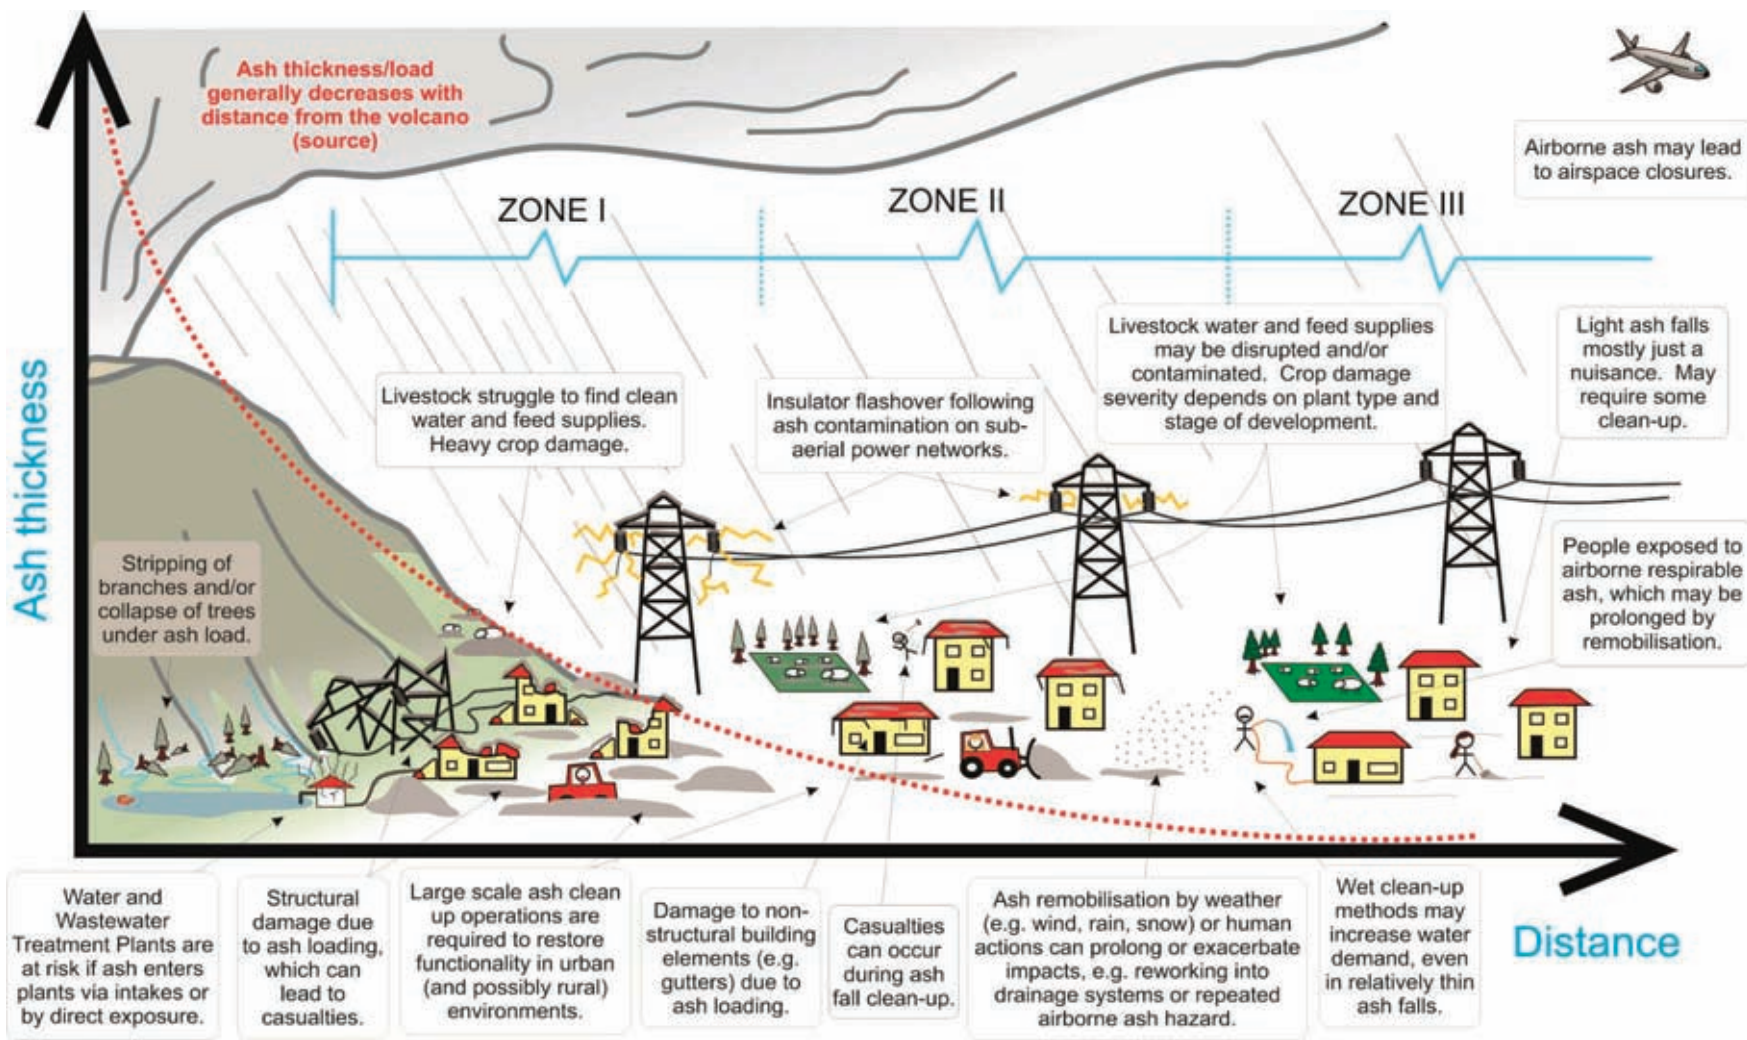 Ash thickness/load
generally decreases with
distance from the volcano
(source)
Airborne ash may lead
to airspace closures.
ZONE I
ZONE II
ZONE III
Livestock struggle to find clean
water and feed supplies.
Heavy crop damage.
Insulator flashover following
ash contamination on sub-
aerial power networks.
Livestock water and feed supplies
may be disrupted and/or
contaminated. Crop damage
severity depends on plant type and
stage of development.
Light ash falls
mostly just a
nuisance. May
require some
clean-up.
Ash thickness
Stripping of
branches and/or
collapse of trees
under ash load.
People exposed to
airborne respirable
ash, which may be
prolonged by
remobilisation.
Water and
Wastewater
Treatment Plants are
at risk if ash enters
plants via intakes or
by direct exposure.
Structural
damage due
to ash loading,
which can
lead to
casualties.
Large scale ash clean
up operations are
required to restore
functionality in urban
(and possibly rural)
environments.
Damage to non-
structural building
elements (e.g.
gutters) due to
ash loading.
Casualties
can occur
during ash
fall clean-up.
Ash remobilisation by weather
(e.g. wind, rain, snow) or human
actions can prolong or exacerbate
impacts, e.g. reworking into
drainage systems or repeated
airborne ash hazard.
Wet clean-up
methods may
increase water
demand, even
in relatively thin
ash falls.
Distance